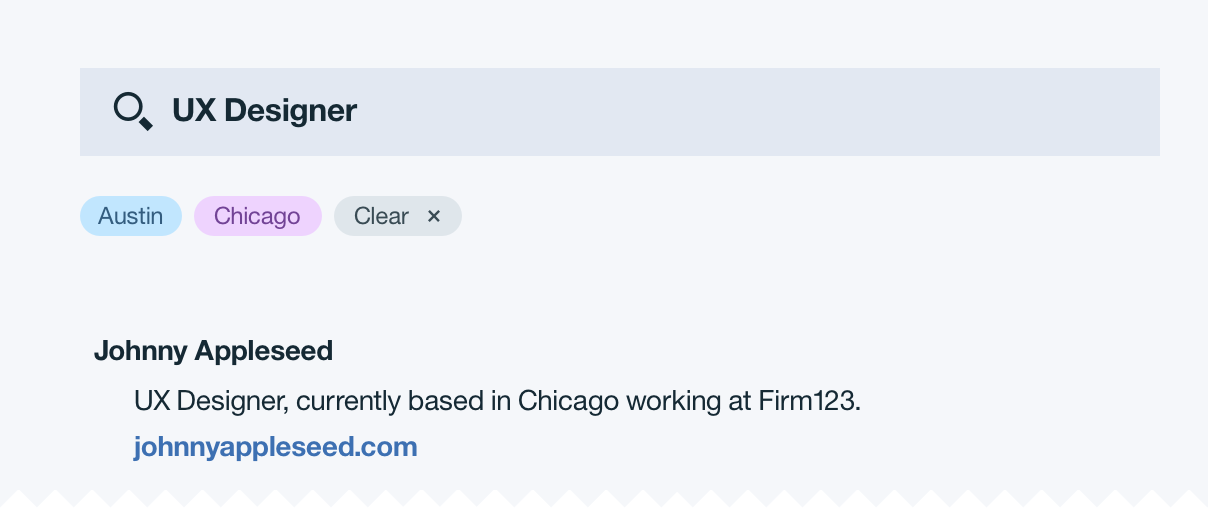 UX Designer
Austin Chicago Clear ×
Johnny Appleseed
UX Designer, currently based in Chicago working at Firm123.
johnnyappleseed.com